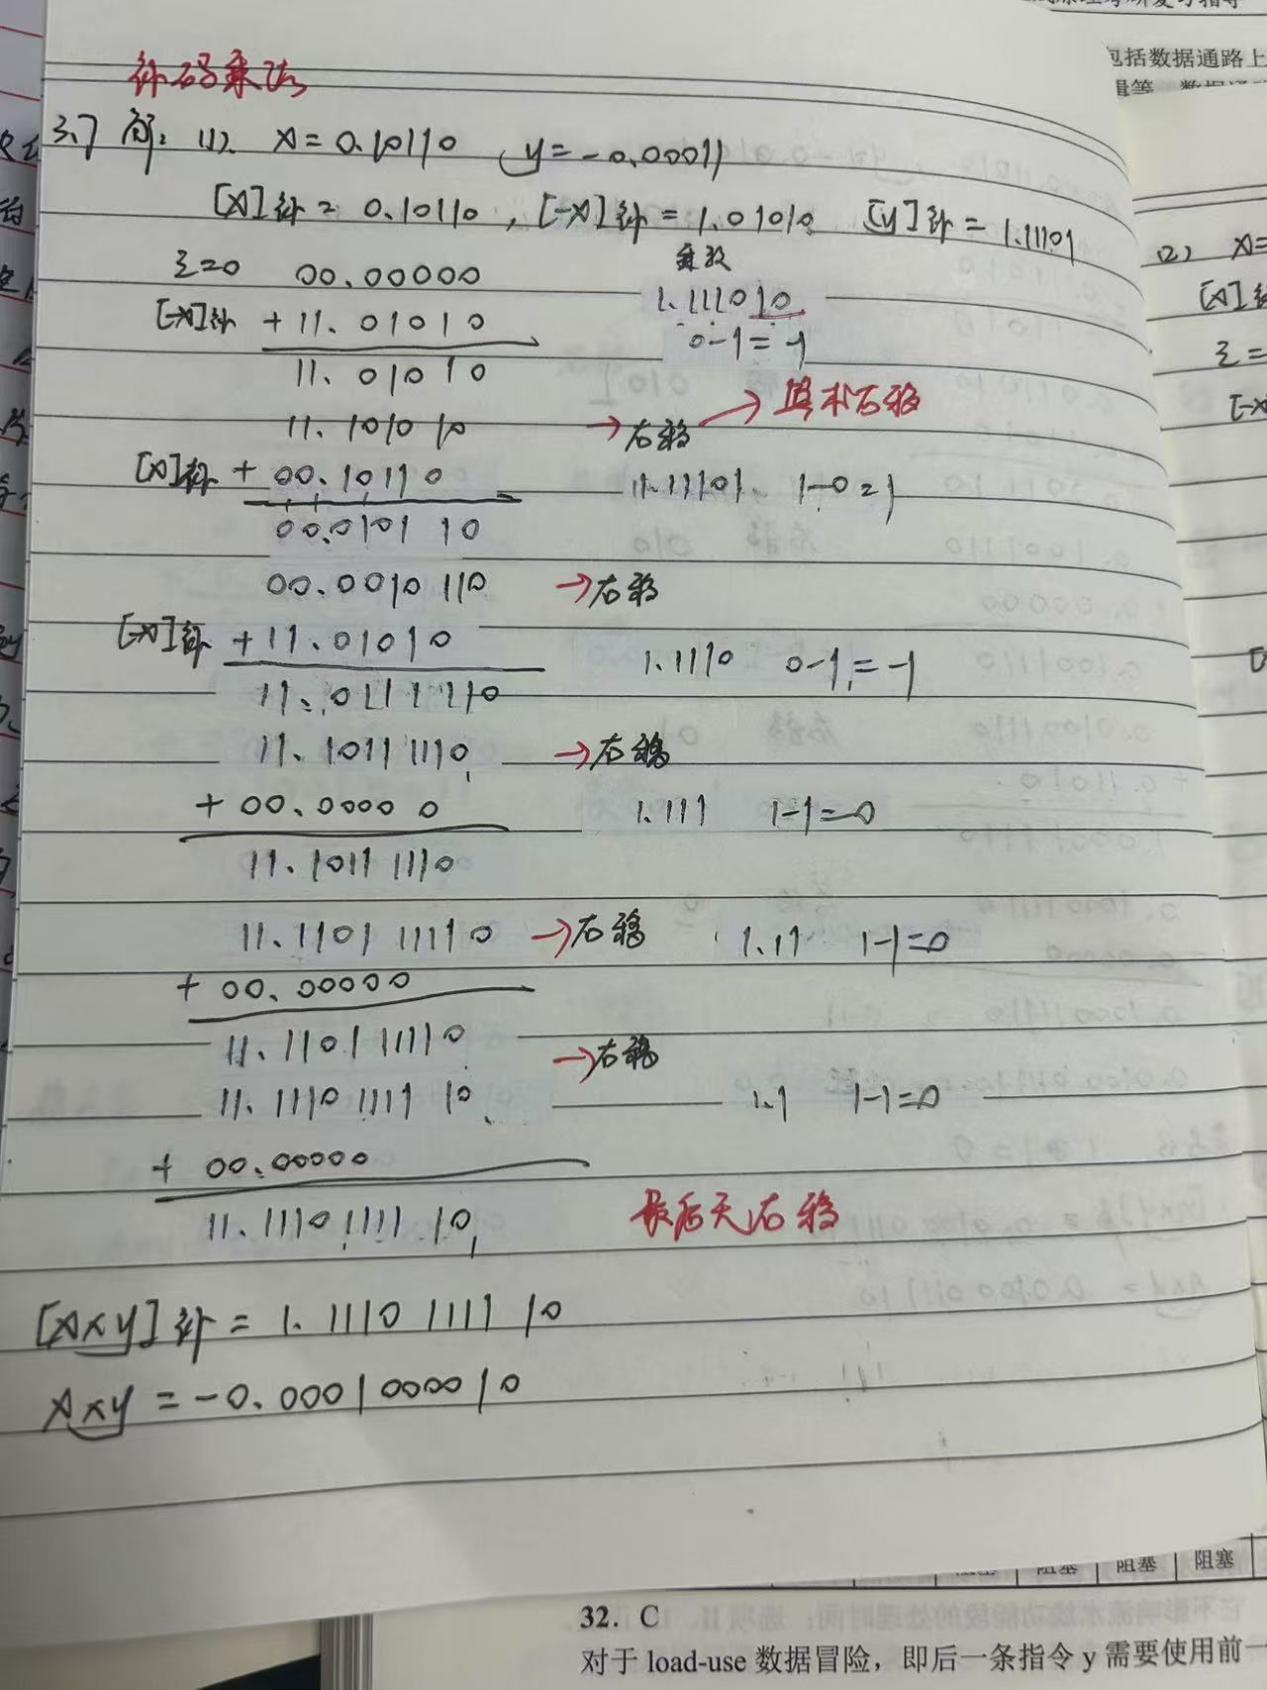 补码乘法
3.7 解: (1). x = 0.10110 , y = -0.00011
[x]补 = 0.10110 , [-x]补 = 1.01010 [y]补 = 1.11101
Σ=0 00.00000 乘数
[-x]补 + 11.01010 1.111010
0-1=-1
11.01010
11.101010 →右移 → 算术右移
[x]补 + 00.10110 11.11101. 1-0=1
00.010110
00.0010110 →右移
[-x]补 + 11.01010 1.1110 0-1=-1
11.0111110
11.10111110 →右移
+ 00.00000 1.111 1-1=0
11.10111110
11.110111110 →右移 1.11 1-1=0
+ 00.00000
11.110111110 →右移
11.1110111110 1.1 1-1=0
+ 00.00000
11.1110111110 最后无右移
[x×y]补 = 1.1110111110
x×y = -0.0001000010
包括数据通路上
(2) x=
[x]补
Σ=
[-x
阻塞 阻塞 阻塞
32. C
对于 load-use 数据冒险，即后一条指令 y 需要使用前一